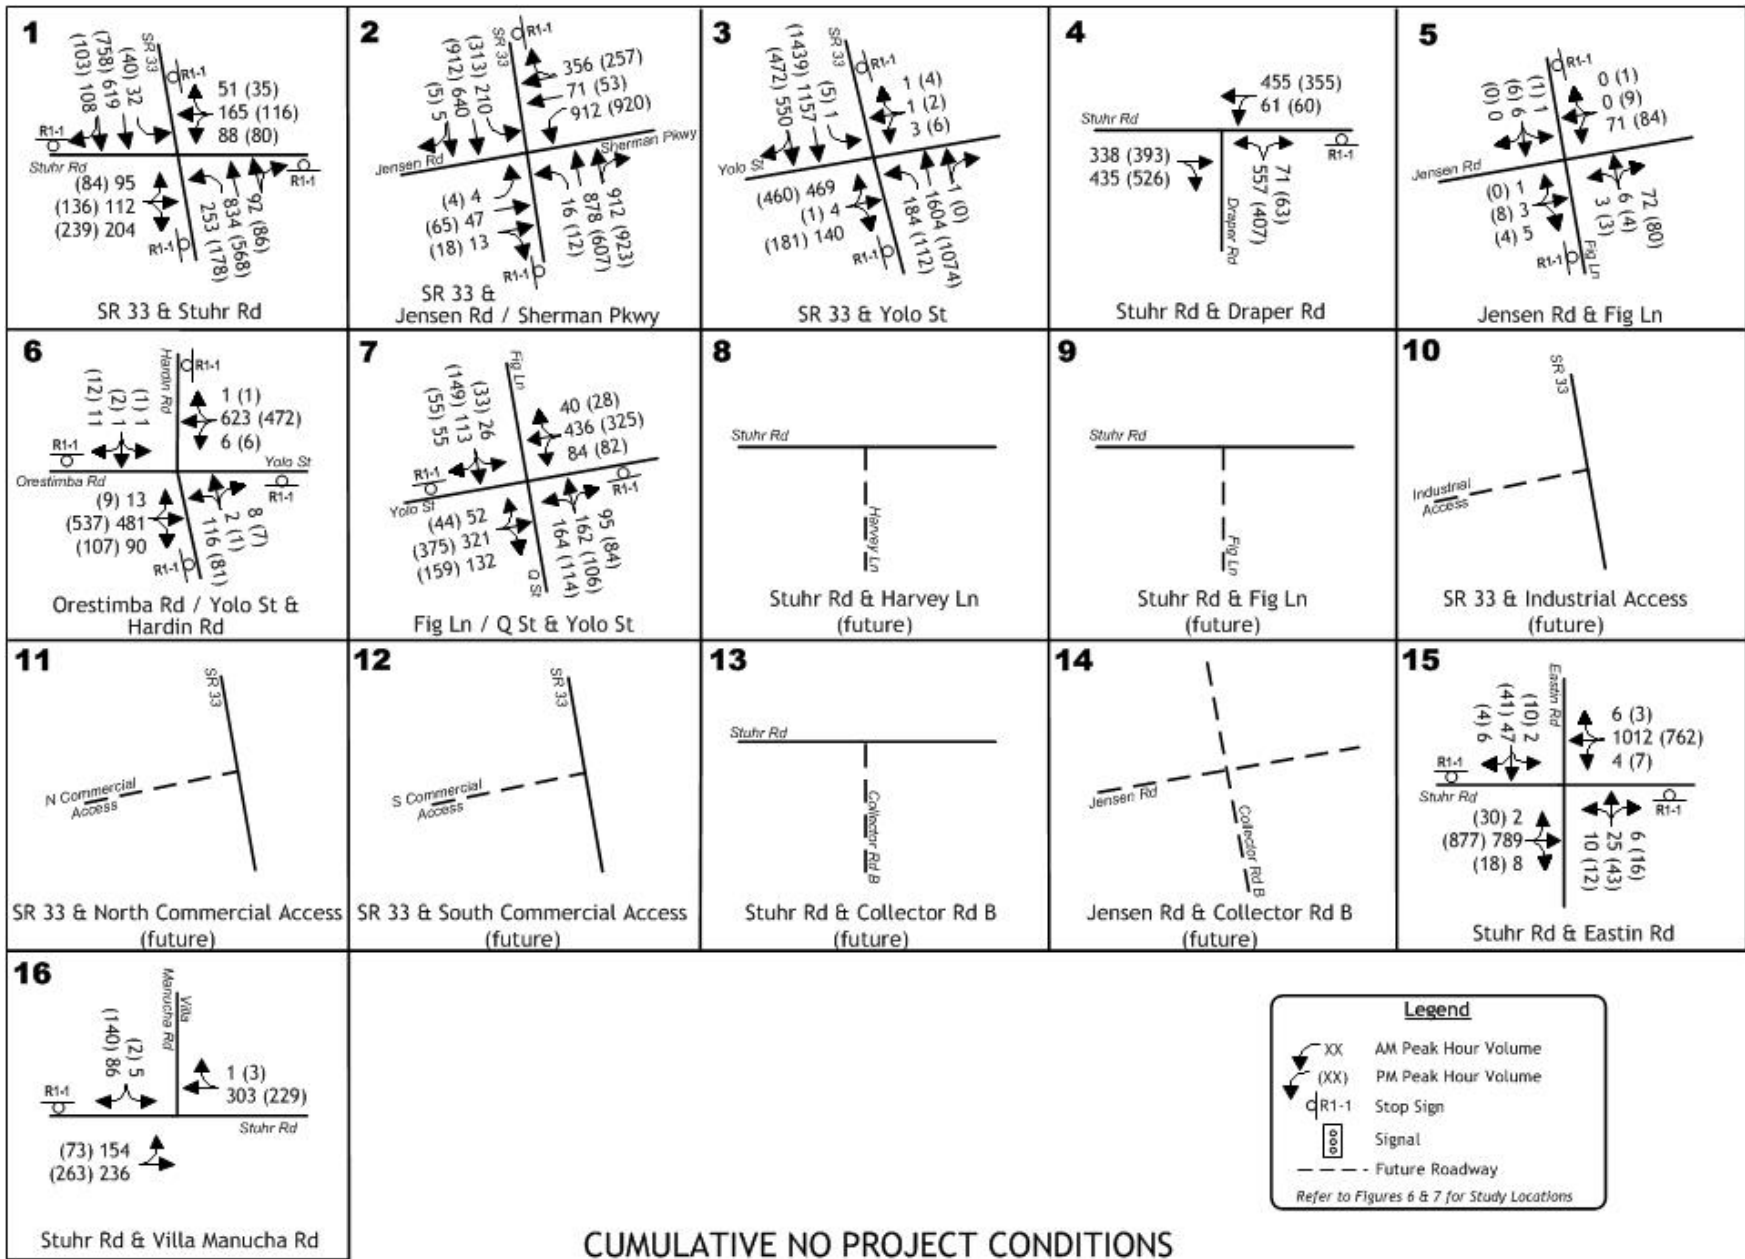 1
SR 33
R1-1
(103) 108
(758) 619
(40) 32
51 (35)
165 (116)
88 (80)
R1-1
Stuhr Rd
R1-1
(84) 95
(136) 112
(239) 204
R1-1
253 (178)
834 (568)
92 (86)
SR 33 & Stuhr Rd
2
SR 33
R1-1
(5) 5
(912) 640
(313) 210
356 (257)
71 (53)
912 (920)
Jensen Rd
Sherman Pkwy
(4) 4
(65) 47
(18) 13
R1-1
16 (12)
878 (607)
912 (923)
SR 33 &
Jensen Rd / Sherman Pkwy
3
SR 33
R1-1
(472) 550
(1439) 1157
(5) 1
1 (4)
1 (2)
3 (6)
Yolo St
(460) 469
(1) 4
(181) 140
R1-1
184 (112)
1604 (1074)
1 (0)
SR 33 & Yolo St
4
455 (355)
61 (60)
Stuhr Rd
R1-1
338 (393)
435 (526)
Draper Rd
557 (407)
71 (63)
Stuhr Rd & Draper Rd
5
R1-1
(0) 0
(6) 9
(1) 1
0 (1)
0 (9)
71 (84)
Jensen Rd
(0) 1
(8) 3
(4) 5
R1-1
Fig Ln
3 (3)
6 (4)
72 (80)
Jensen Rd & Fig Ln
6
Hardin Rd
R1-1
(12) 11
(2) 1
(1) 1
1 (1)
623 (472)
6 (6)
R1-1
Orestimba Rd
Yolo St
R1-1
(9) 13
(537) 481
(107) 90
R1-1
116 (81)
2 (1)
8 (7)
Orestimba Rd / Yolo St &
Hardin Rd
7
Fig Ln
(55) 55
(149) 113
(33) 26
40 (28)
436 (325)
84 (82)
R1-1
Yolo St
R1-1
(44) 52
(375) 321
(159) 132
Q St
164 (114)
162 (106)
95 (84)
Fig Ln / Q St & Yolo St
8
Stuhr Rd
Harvey Ln
Stuhr Rd & Harvey Ln
(future)
9
Stuhr Rd
Fig Ln
Stuhr Rd & Fig Ln
(future)
10
SR 33
Industrial
Access
SR 33 & Industrial Access
(future)
11
SR 33
N Commercial
Access
SR 33 & North Commercial Access
(future)
12
SR 33
S Commercial
Access
SR 33 & South Commercial Access
(future)
13
Stuhr Rd
Collector Rd B
Stuhr Rd & Collector Rd B
(future)
14
Jensen Rd
Collector Rd B
Jensen Rd & Collector Rd B
(future)
15
Eastin Rd
(4) 6
(41) 47
(10) 2
6 (3)
1012 (762)
4 (7)
R1-1
Stuhr Rd
R1-1
(30) 2
(877) 789
(18) 8
10 (12)
25 (43)
6 (16)
Stuhr Rd & Eastin Rd
16
Villa
Manucha Rd
(140) 86
(2) 5
1 (3)
303 (229)
R1-1
Stuhr Rd
(73) 154
(263) 236
Stuhr Rd & Villa Manucha Rd
Legend
XX AM Peak Hour Volume
(XX) PM Peak Hour Volume
R1-1 Stop Sign
Signal
Future Roadway
Refer to Figures 6 & 7 for Study Locations
CUMULATIVE NO PROJECT CONDITIONS